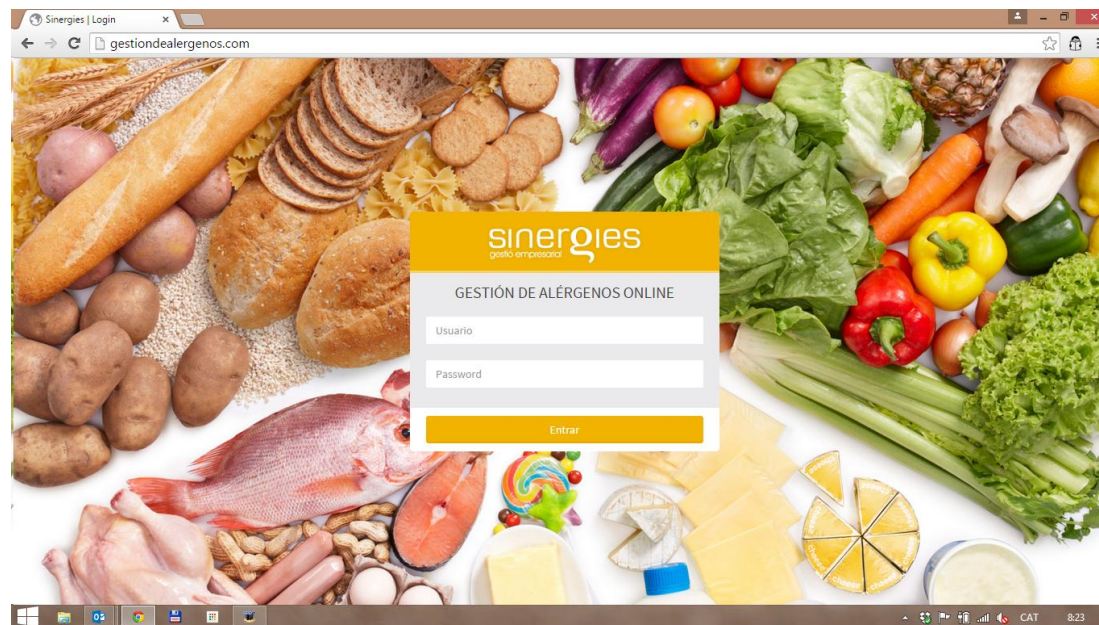 Sinergies | Login
gestiondealergenos.com
sinergies
gestió empresarial
GESTIÓN DE ALÉRGENOS ONLINE
Usuario
Password
Entrar
CAT
8:23